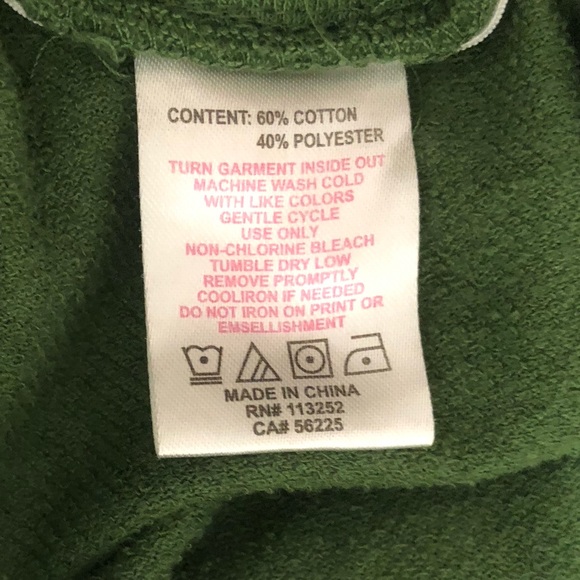 CONTENT: 60% COTTON
40% POLYESTER
TURN GARMENT INSIDE OUT
MACHINE WASH COLD
WITH LIKE COLORS
GENTLE CYCLE
USE ONLY
NON-CHLORINE BLEACH
TUMBLE DRY LOW
REMOVE PROMPTLY
COOLIRON IF NEEDED
DO NOT IRON ON PRINT OR
EMSELLISHMENT
MADE IN CHINA
RN# 113252
CA# 56225